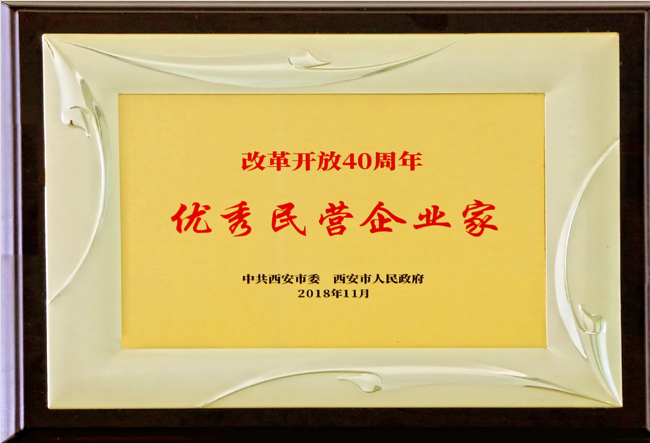 改革开放40周年
优秀民营企业家
中共西安市委　西安市人民政府
2018年11月